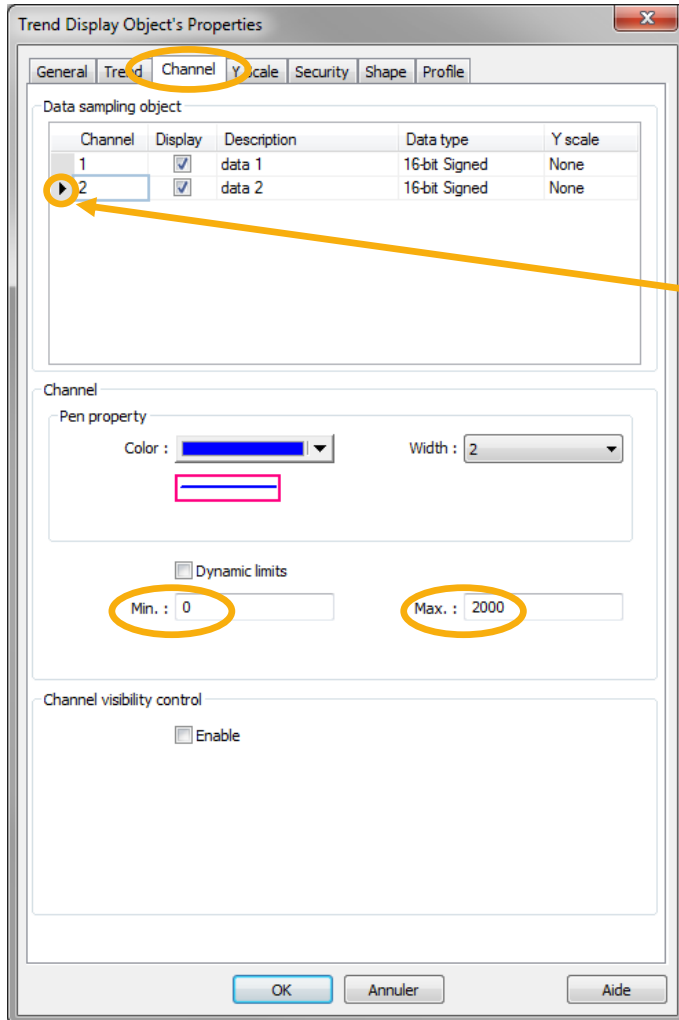 Trend Display Object's Properties
General Trend Channel Y Scale Security Shape Profile
Data sampling object
Channel Display Description Data type Y scale
1 data 1 16-bit Signed None
2 data 2 16-bit Signed None
Channel
Pen property
Color : Width : 2
Dynamic limits
Min. : 0 Max. : 2000
Channel visibility control
Enable
OK Annuler Aide